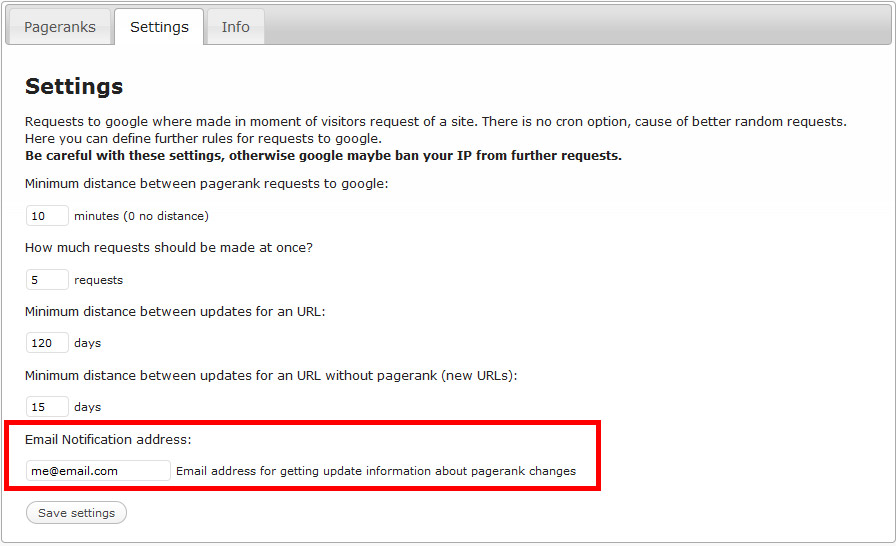 Pageranks Settings Info
Settings
Requests to google where made in moment of visitors request of a site. There is no cron option, cause of better random requests.
Here you can define further rules for requests to google.
Be careful with these settings, otherwise google maybe ban your IP from further requests.
Minimum distance between pagerank requests to google:
10 minutes (0 no distance)
How much requests should be made at once?
5 requests
Minimum distance between updates for an URL:
120 days
Minimum distance between updates for an URL without pagerank (new URLs):
15 days
Email Notification address:
me@email.com Email address for getting update information about pagerank changes
Save settings